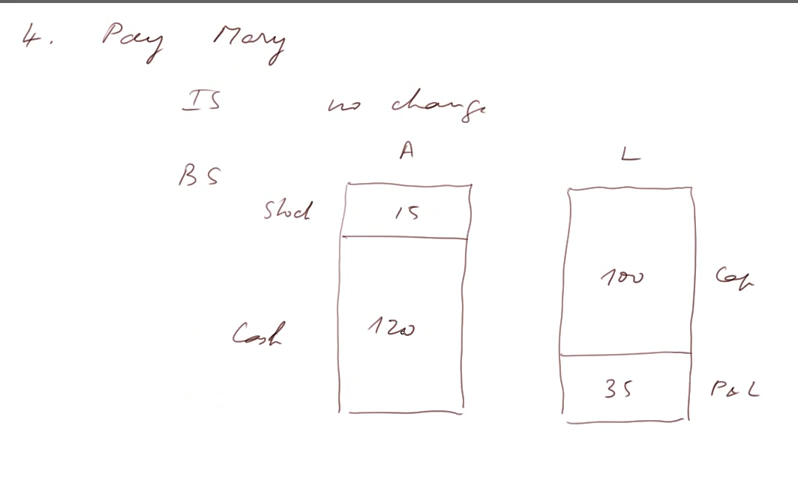 4. Pay Mary
IS no change
A L
BS
Stock 15
100 Cap
Cash 120
35 P&L